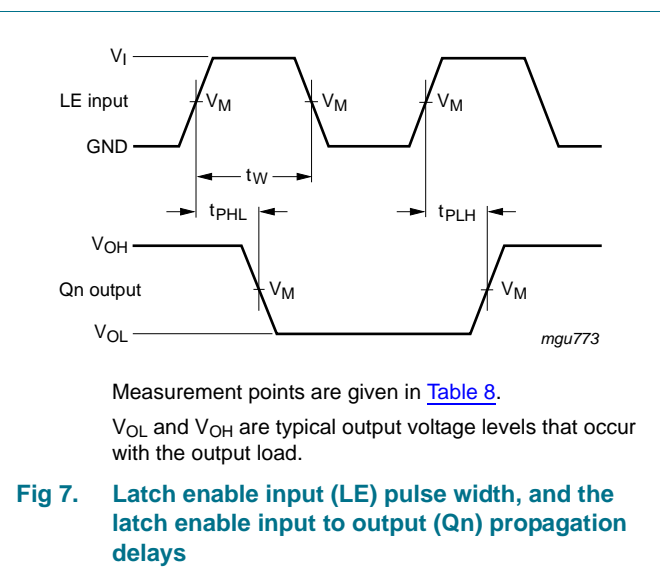 VI
LE input
VM
VM
VM
GND
tW
tPHL
tPLH
VOH
Qn output
VM
VM
VOL
mgu773
Measurement points are given in Table 8.
VOL and VOH are typical output voltage levels that occur
with the output load.
Fig 7. Latch enable input (LE) pulse width, and the
latch enable input to output (Qn) propagation
delays